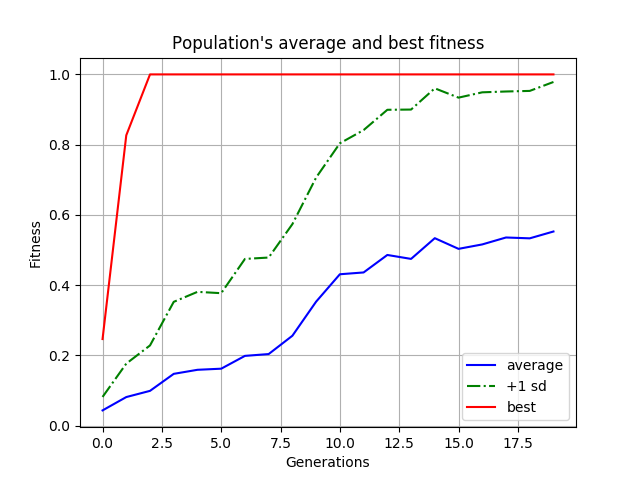 Population's average and best fitness
Fitness
1.0
0.8
0.6
0.4
0.2
0.0
average
+1 sd
best
0.0 2.5 5.0 7.5 10.0 12.5 15.0 17.5
Generations